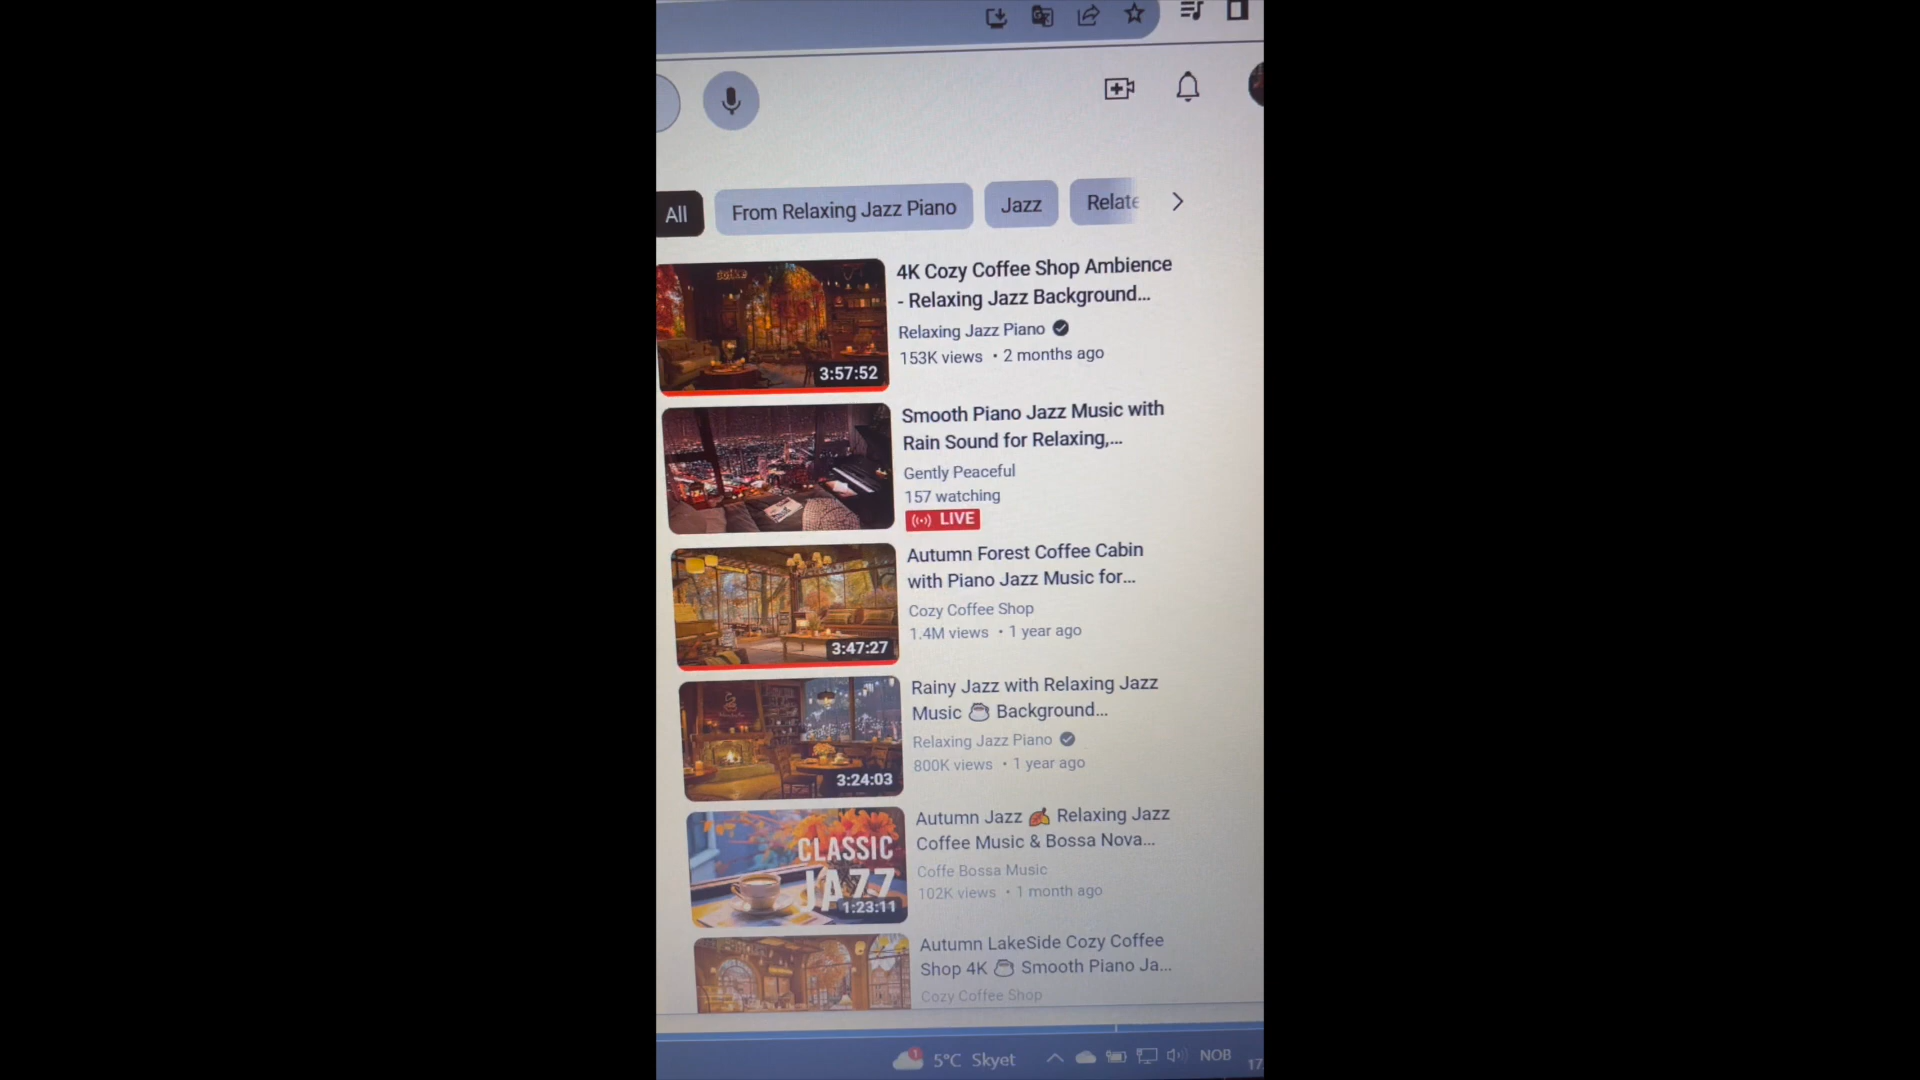 All
From Relaxing Jazz Piano
Jazz
Relate
4K Cozy Coffee Shop Ambience
- Relaxing Jazz Background...
Relaxing Jazz Piano
153K views • 2 months ago
3:57:52
Smooth Piano Jazz Music with
Rain Sound for Relaxing,...
Gently Peaceful
157 watching
LIVE
Autumn Forest Coffee Cabin
with Piano Jazz Music for...
Cozy Coffee Shop
1.4M views • 1 year ago
3:47:27
Rainy Jazz with Relaxing Jazz
Music ☕ Background...
Relaxing Jazz Piano
800K views • 1 year ago
3:24:03
Autumn Jazz 🍂 Relaxing Jazz
Coffee Music & Bossa Nova...
Coffe Bossa Music
102K views • 1 month ago
CLASSIC
JAZZ
1:23:11
Autumn LakeSide Cozy Coffee
Shop 4K ☕ Smooth Piano Ja...
Cozy Coffee Shop
1
5°C Skyet
NOB
17